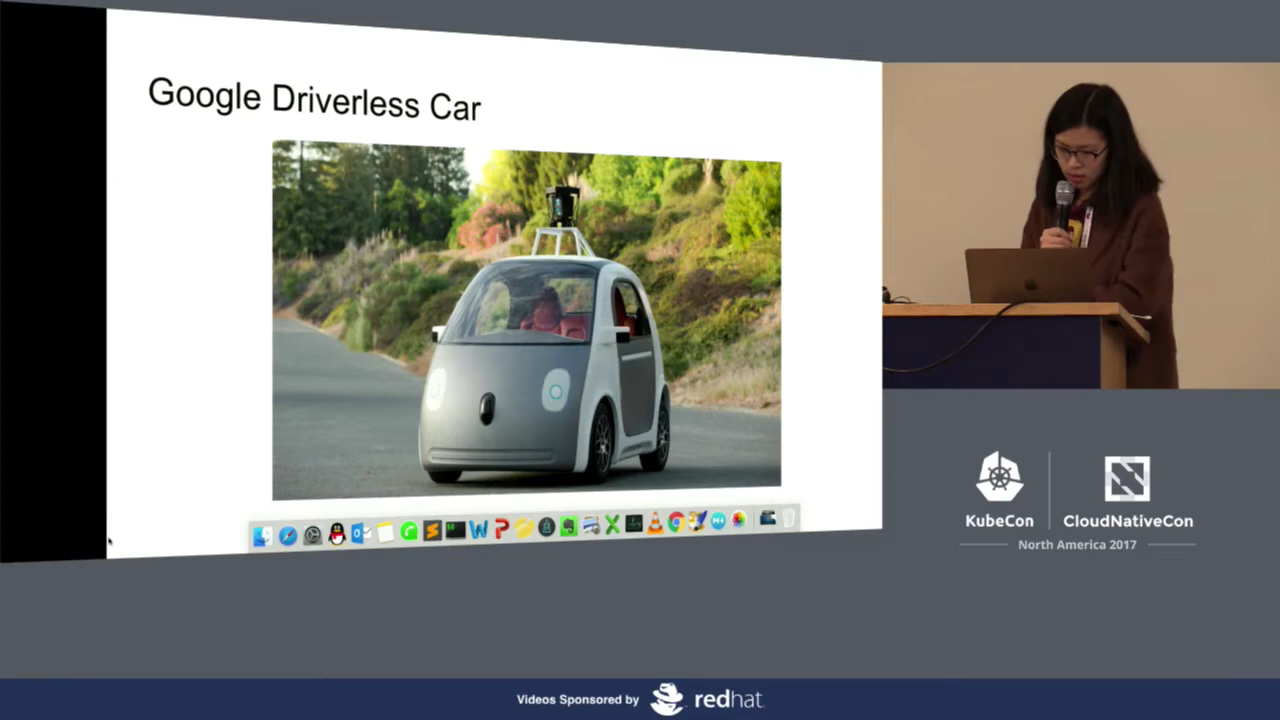 Google Driverless Car
KubeCon
CloudNativeCon
North America 2017
Videos Sponsored by
redhat